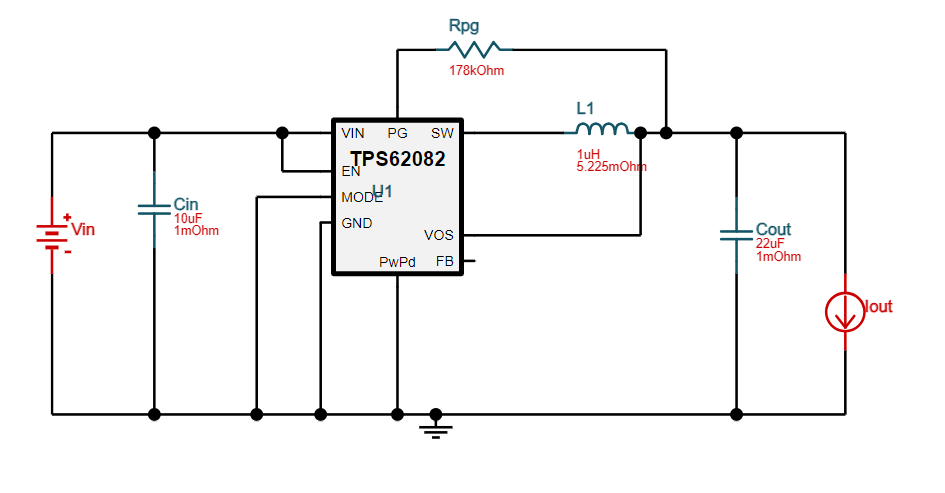 Rpg
178kOhm
L1
1uH
5.225mOhm
VIN
PG
SW
TPS62082
EN
U1
MODE
GND
VOS
PwPd
FB
Cin
10uF
1mOhm
+
Vin
-
Cout
22uF
1mOhm
Iout